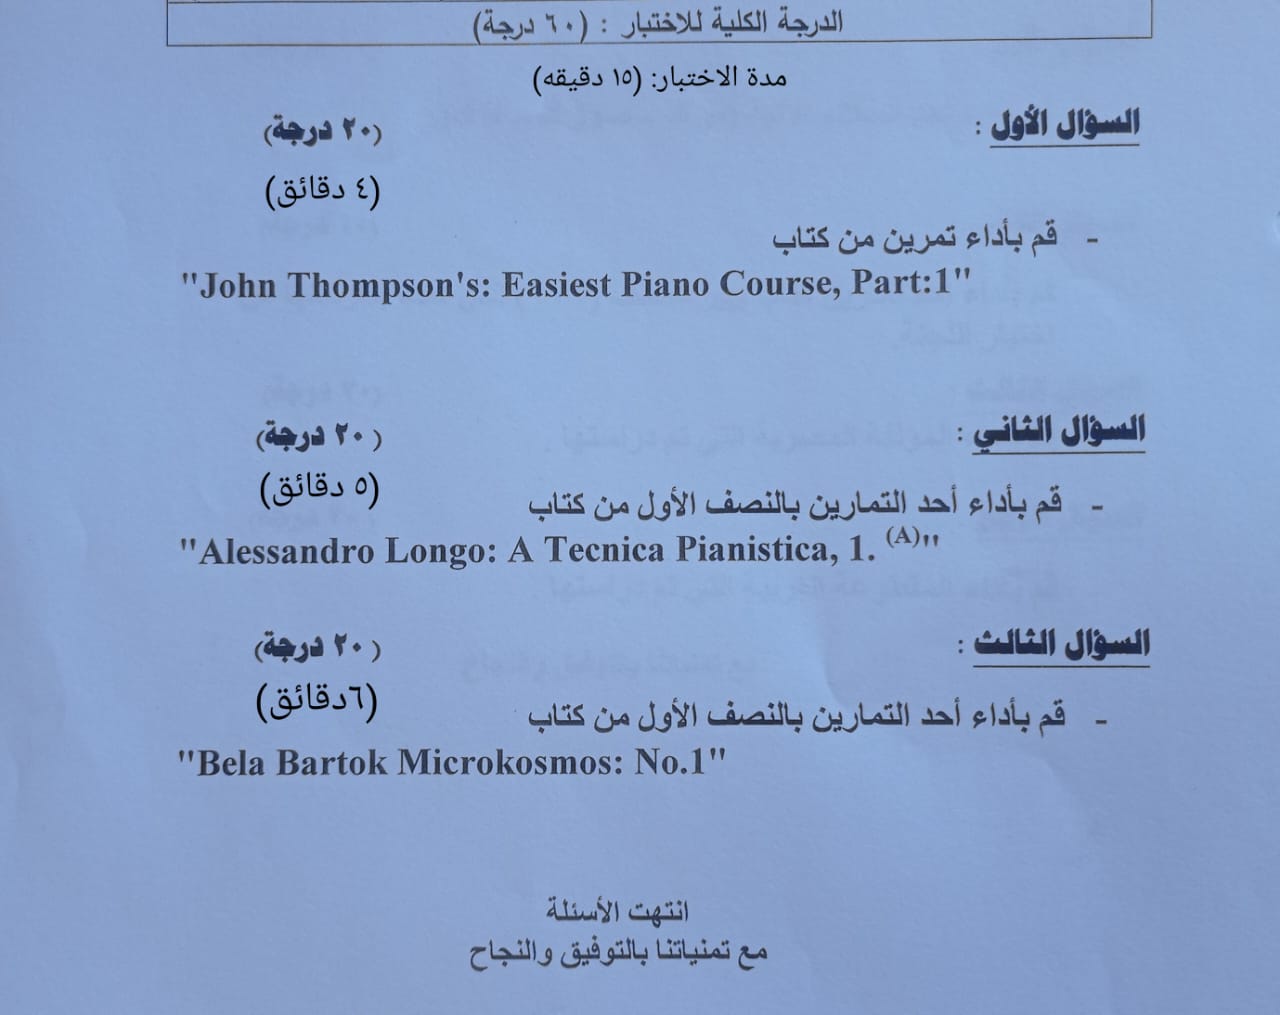 الدرجة الكلية للاختبار : (٦٠ درجة)
مدة الاختبار: (١٥ دقيقه)
السؤال الأول : (٢٠ درجة)
(٤ دقائق)
- قم بأداء تمرين من كتاب
"John Thompson's: Easiest Piano Course, Part:1"
السؤال الثاني : (٢٠ درجة)
(٥ دقائق)
- قم بأداء أحد التمارين بالنصف الأول من كتاب
"Alessandro Longo: A Tecnica Pianistica, 1. (A)"
السؤال الثالث : (٢٠ درجة)
(٦دقائق)
- قم بأداء أحد التمارين بالنصف الأول من كتاب
"Bela Bartok Microkosmos: No.1"
انتهت الأسئلة
مع تمنياتنا بالتوفيق والنجاح